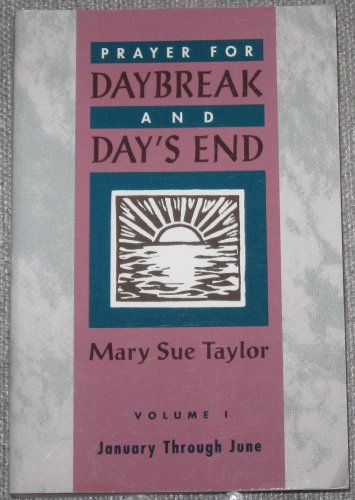 PRAYER FOR
DAYBREAK
AND
DAY'S END
Mary Sue Taylor
VOLUME I
January Through June